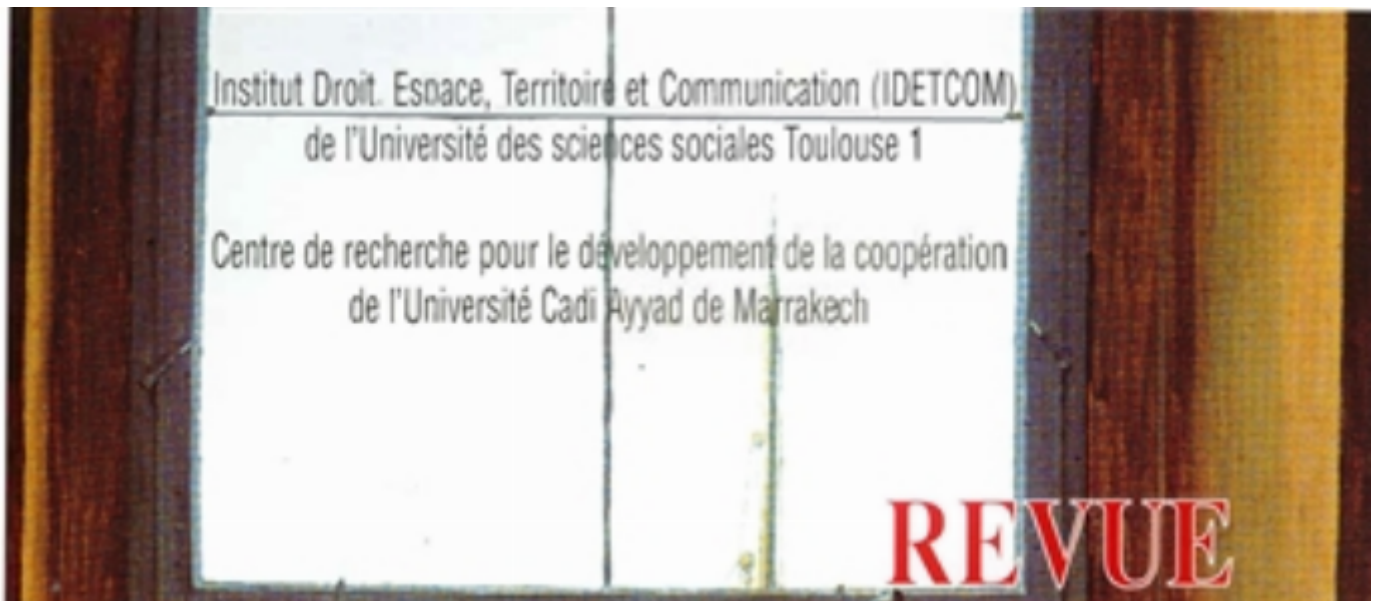 Institut Droit. Espace, Territoire et Communication (IDETCOM)
de l'Université des sciences sociales Toulouse 1
Centre de recherche pour le développement de la coopération
de l'Université Cadi Ayyad de Marrakech
REVUE